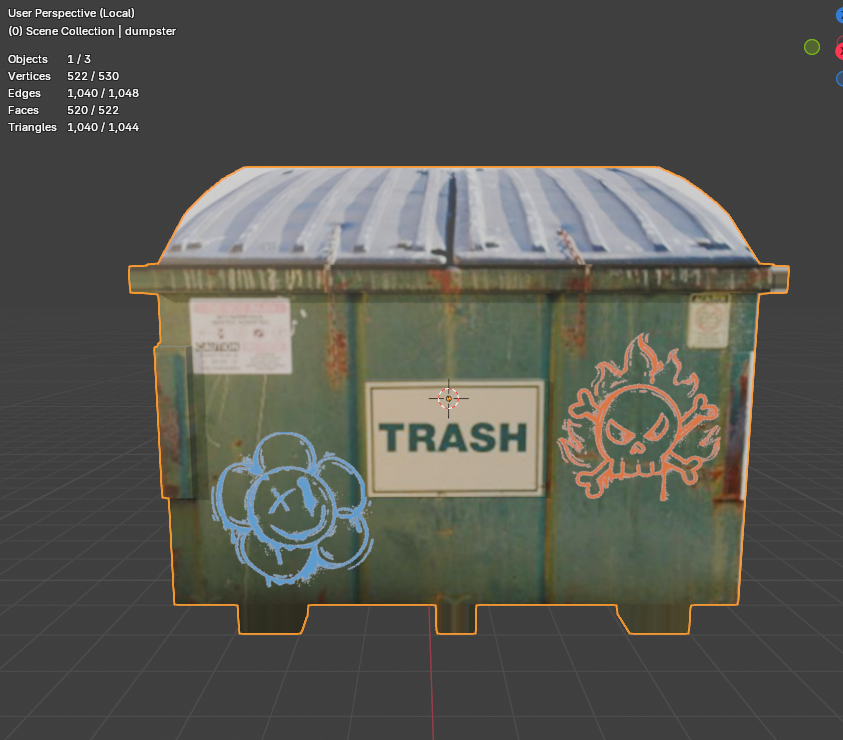 User Perspective (Local)
(0) Scene Collection | dumpster
Objects 1 / 3
Vertices 522 / 530
Edges 1,040 / 1,048
Faces 520 / 522
Triangles 1,040 / 1,044
CAUTION
TRASH